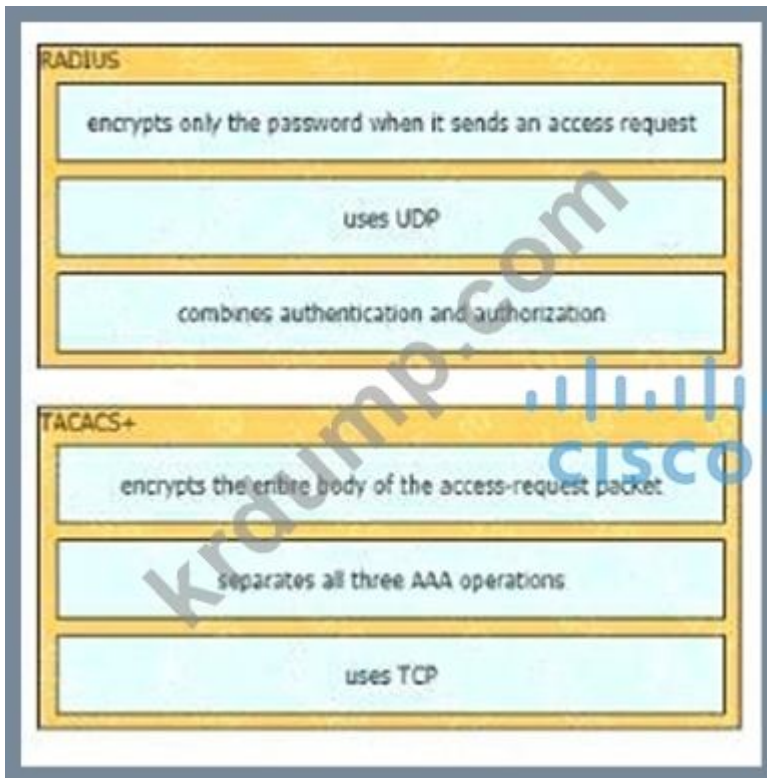 RADIUS
encrypts only the password when it sends an access request
uses UDP
combines authentication and authorization
TACACS+
encrypts the entire body of the access-request packet
separates all three AAA operations
uses TCP
krdump.com
CISCO